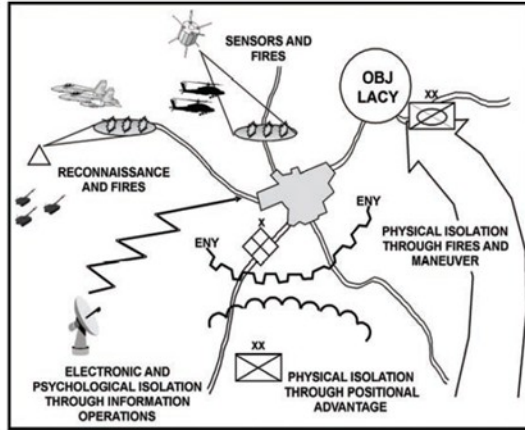 SENSORS AND
FIRES
OBJ
LACY
XX
RECONNAISSANCE
AND FIRES
ENY
X
ENY
PHYSICAL ISOLATION
THROUGH FIRES AND
MANEUVER
XX
ELECTRONIC AND
PSYCHOLOGICAL ISOLATION
THROUGH INFORMATION
OPERATIONS
PHYSICAL ISOLATION
THROUGH POSITIONAL
ADVANTAGE